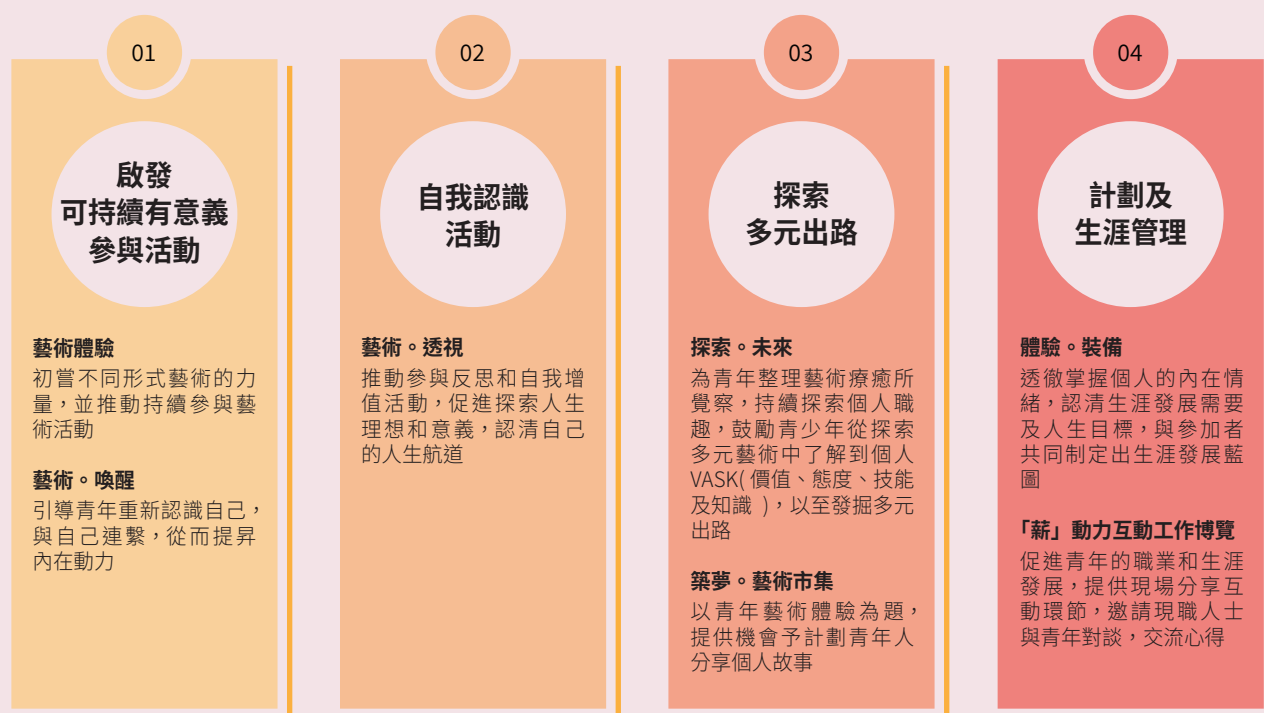 01
啟發
可持續有意義
參與活動
藝術體驗
初嘗不同形式藝術的力
量，並推動持續參與藝
術活動
藝術。喚醒
引導青年重新認識自己，
與自己連繫，從而提昇
內在動力
02
自我認識
活動
藝術。透視
推動參與反思和自我增
值活動，促進探索人生
理想和意義，認清自己
的人生航道
03
探索
多元出路
探索。未來
為青年整理藝術療癒所
覺察，持續探索個人職
趣，鼓勵青少年從探索
多元藝術中了解到個人
VASK( 價值、態度、技能
及知識 )，以至發掘多元
出路
築夢。藝術市集
以青年藝術體驗為題，
提供機會予計劃青年人
分享個人故事
04
計劃及
生涯管理
體驗。裝備
透徹掌握個人的內在情
緒，認清生涯發展需要
及人生目標，與參加者
共同制定出生涯發展藍
圖
「薪」動力互動工作博覽
促進青年的職業和生涯
發展，提供現場分享互
動環節，邀請現職人士
與青年對談，交流心得